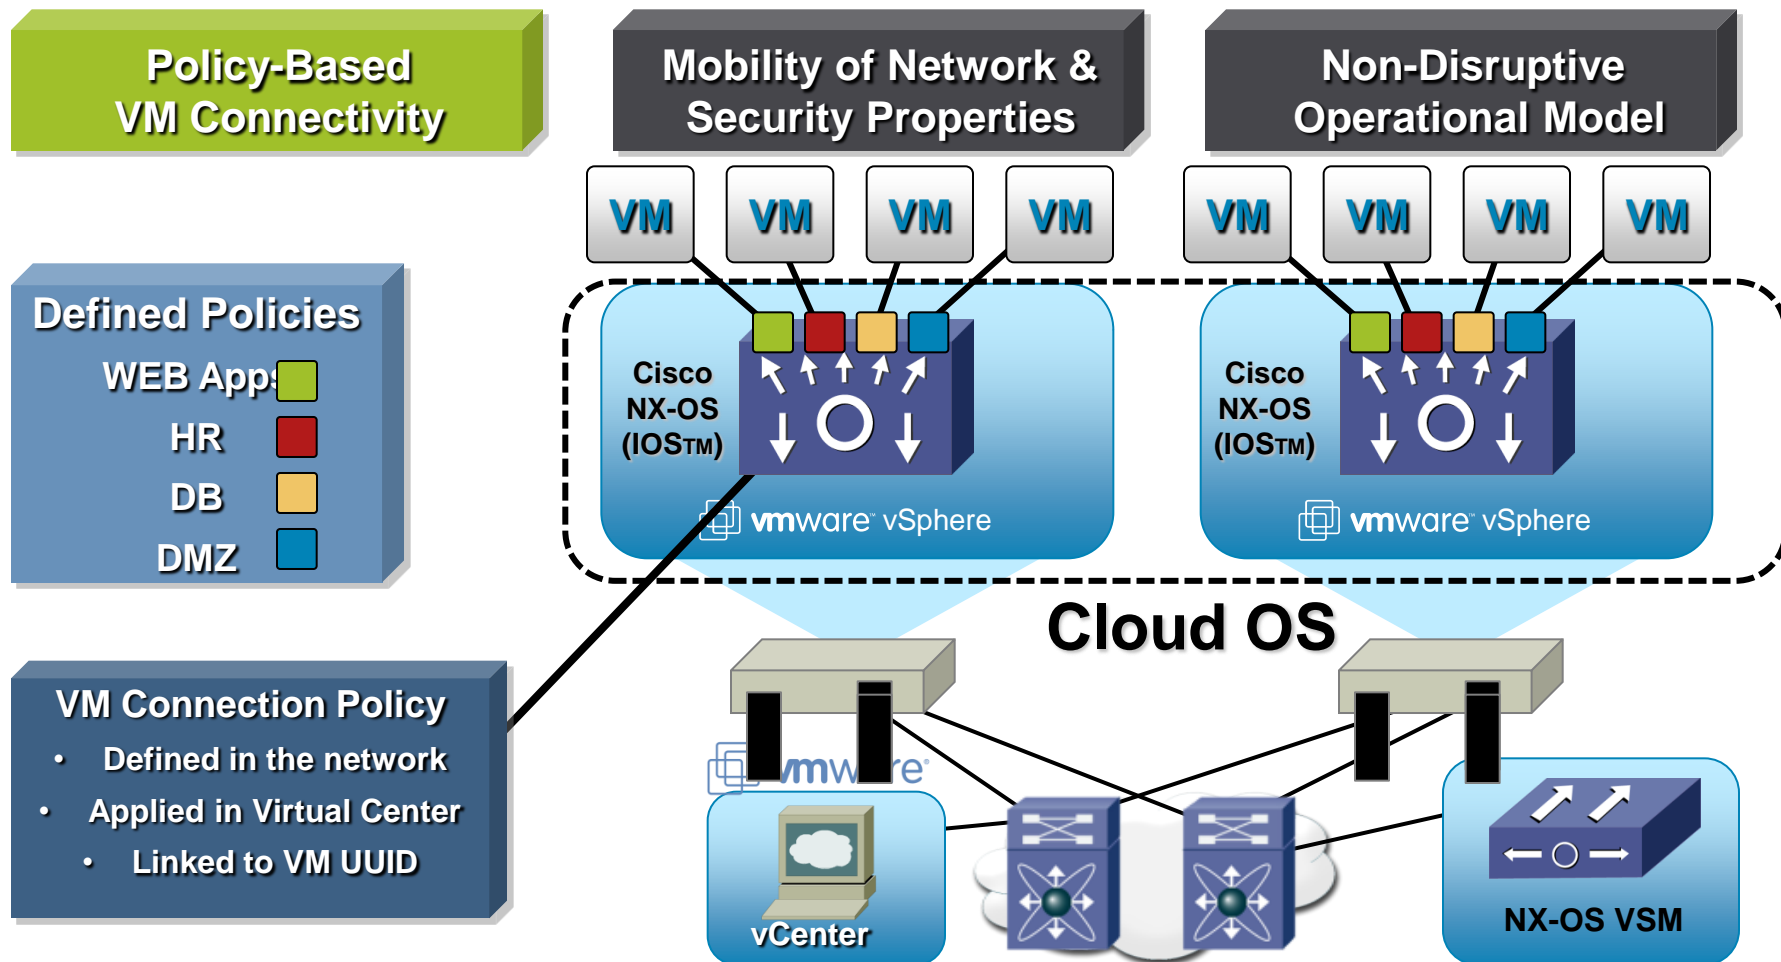 Policy-Based
VM Connectivity
Mobility of Network &
Security Properties
Non-Disruptive
Operational Model
VM
VM
VM
VM
VM
VM
VM
VM
Defined Policies
WEB Apps
HR
DB
DMZ
Cisco
NX-OS
(IOSTM)
vmware™ vSphere
Cisco
NX-OS
(IOSTM)
vmware™ vSphere
Cloud OS
VM Connection Policy
• Defined in the network
• Applied in Virtual Center
• Linked to VM UUID
vmware®
vCenter
NX-OS VSM